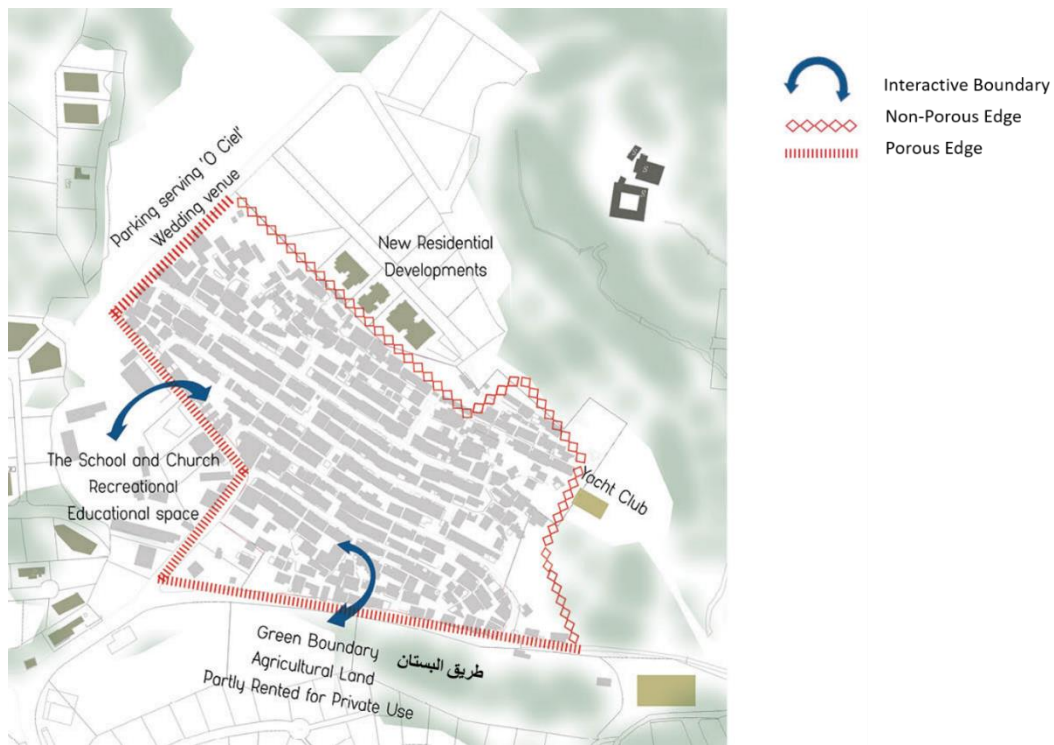 Interactive Boundary
Non-Porous Edge
Porous Edge
Parking serving 'O Ciel'
Wedding venue
New Residential
Developments
The School and Church
Recreational
Educational space
Yacht Club
Green Boundary
Agricultural Land
Partly Rented for Private Use
طريق البستان